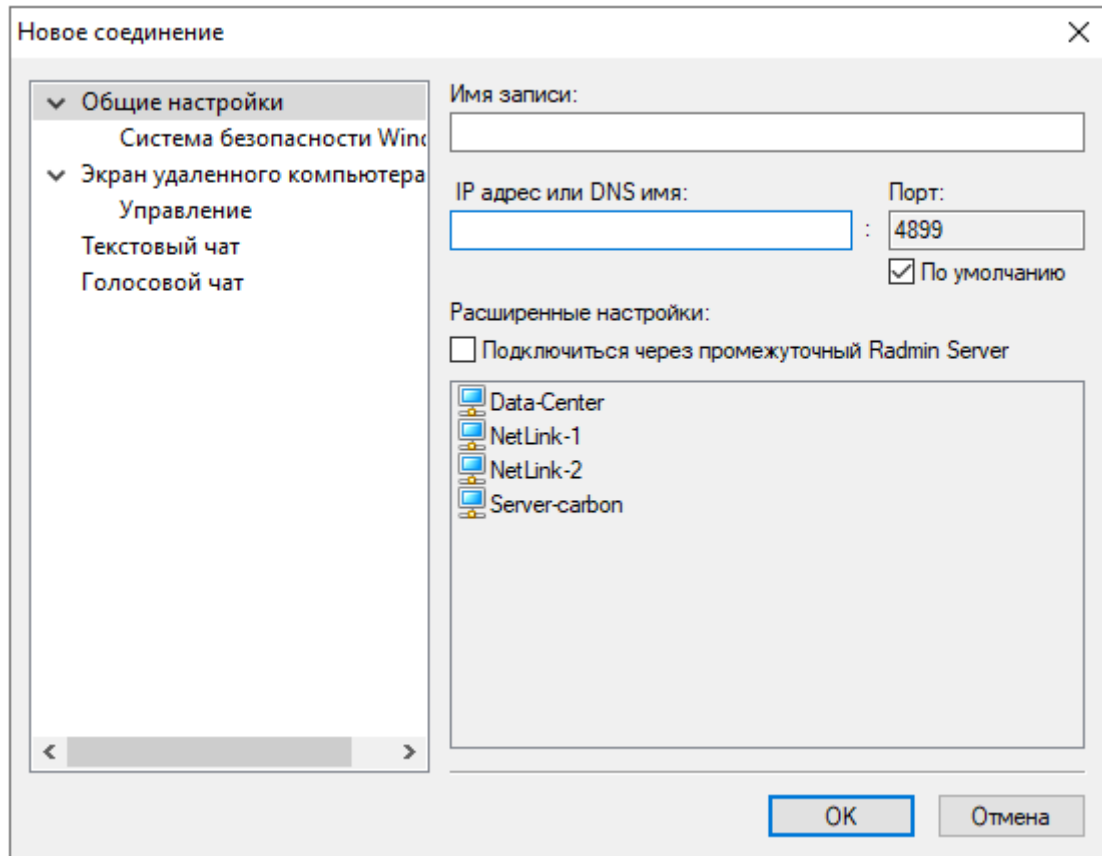 Новое соединение
Общие настройки
Система безопасности Wind
Экран удаленного компьютера
Управление
Текстовый чат
Голосовой чат
Имя записи:
IP адрес или DNS имя:
Порт:
:
4899
По умолчанию
Расширенные настройки:
Подключиться через промежуточный Radmin Server
Data-Center
NetLink-1
NetLink-2
Server-carbon
OK
Отмена